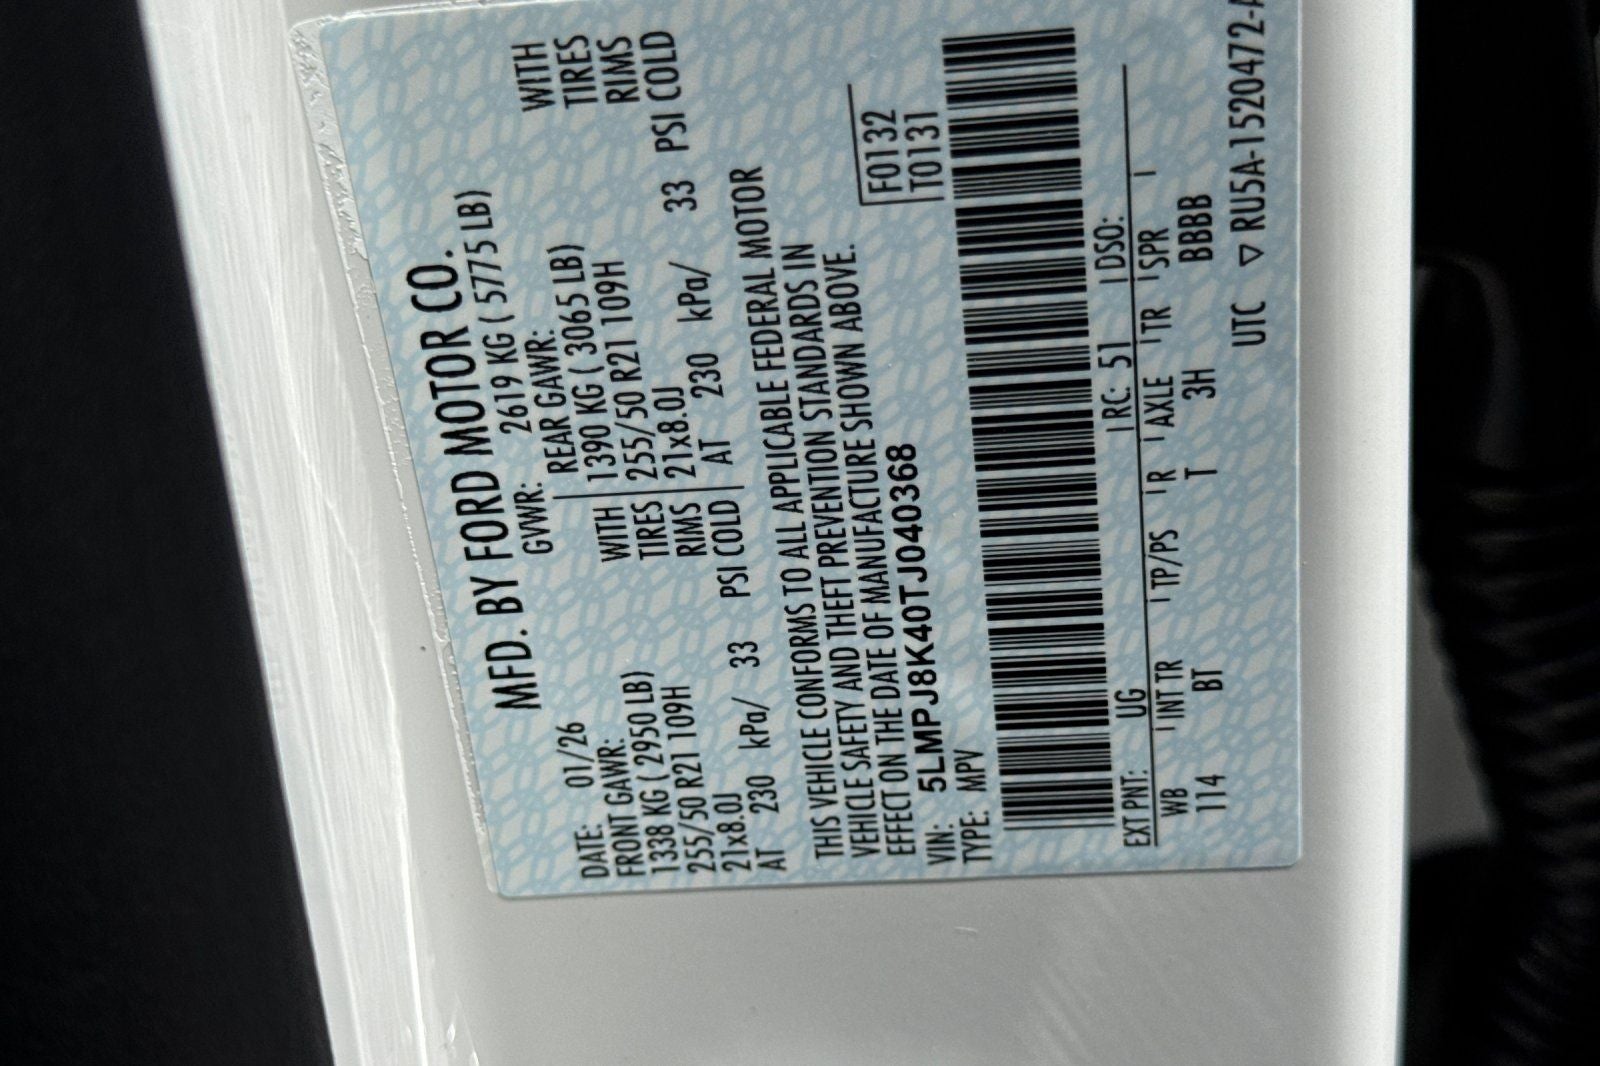 MFD. BY FORD MOTOR CO.
DATE: 01/26 GVWR: 2619 KG ( 5775 LB)
FRONT GAWR: REAR GAWR:
1338 KG ( 2950 LB) WITH 1390 KG ( 3065 LB) WITH
255/50 R21 109H TIRES 255/50 R21 109H TIRES
21x8.0J RIMS 21x8.0J RIMS
AT 230 kPa/ 33 PSI COLD AT 230 kPa/ 33 PSI COLD
THIS VEHICLE CONFORMS TO ALL APPLICABLE FEDERAL MOTOR
VEHICLE SAFETY AND THEFT PREVENTION STANDARDS IN
EFFECT ON THE DATE OF MANUFACTURE SHOWN ABOVE.
VIN: 5LMPJ8K40TJ040368 F0132
TYPE: MPV T0131
EXT PNT: UG RC: 51 DSO:
WB INT TR TP/PS R AXLE TR SPR
114 BT T 3H BBBB
UTC ▽ RU5A-1520472-